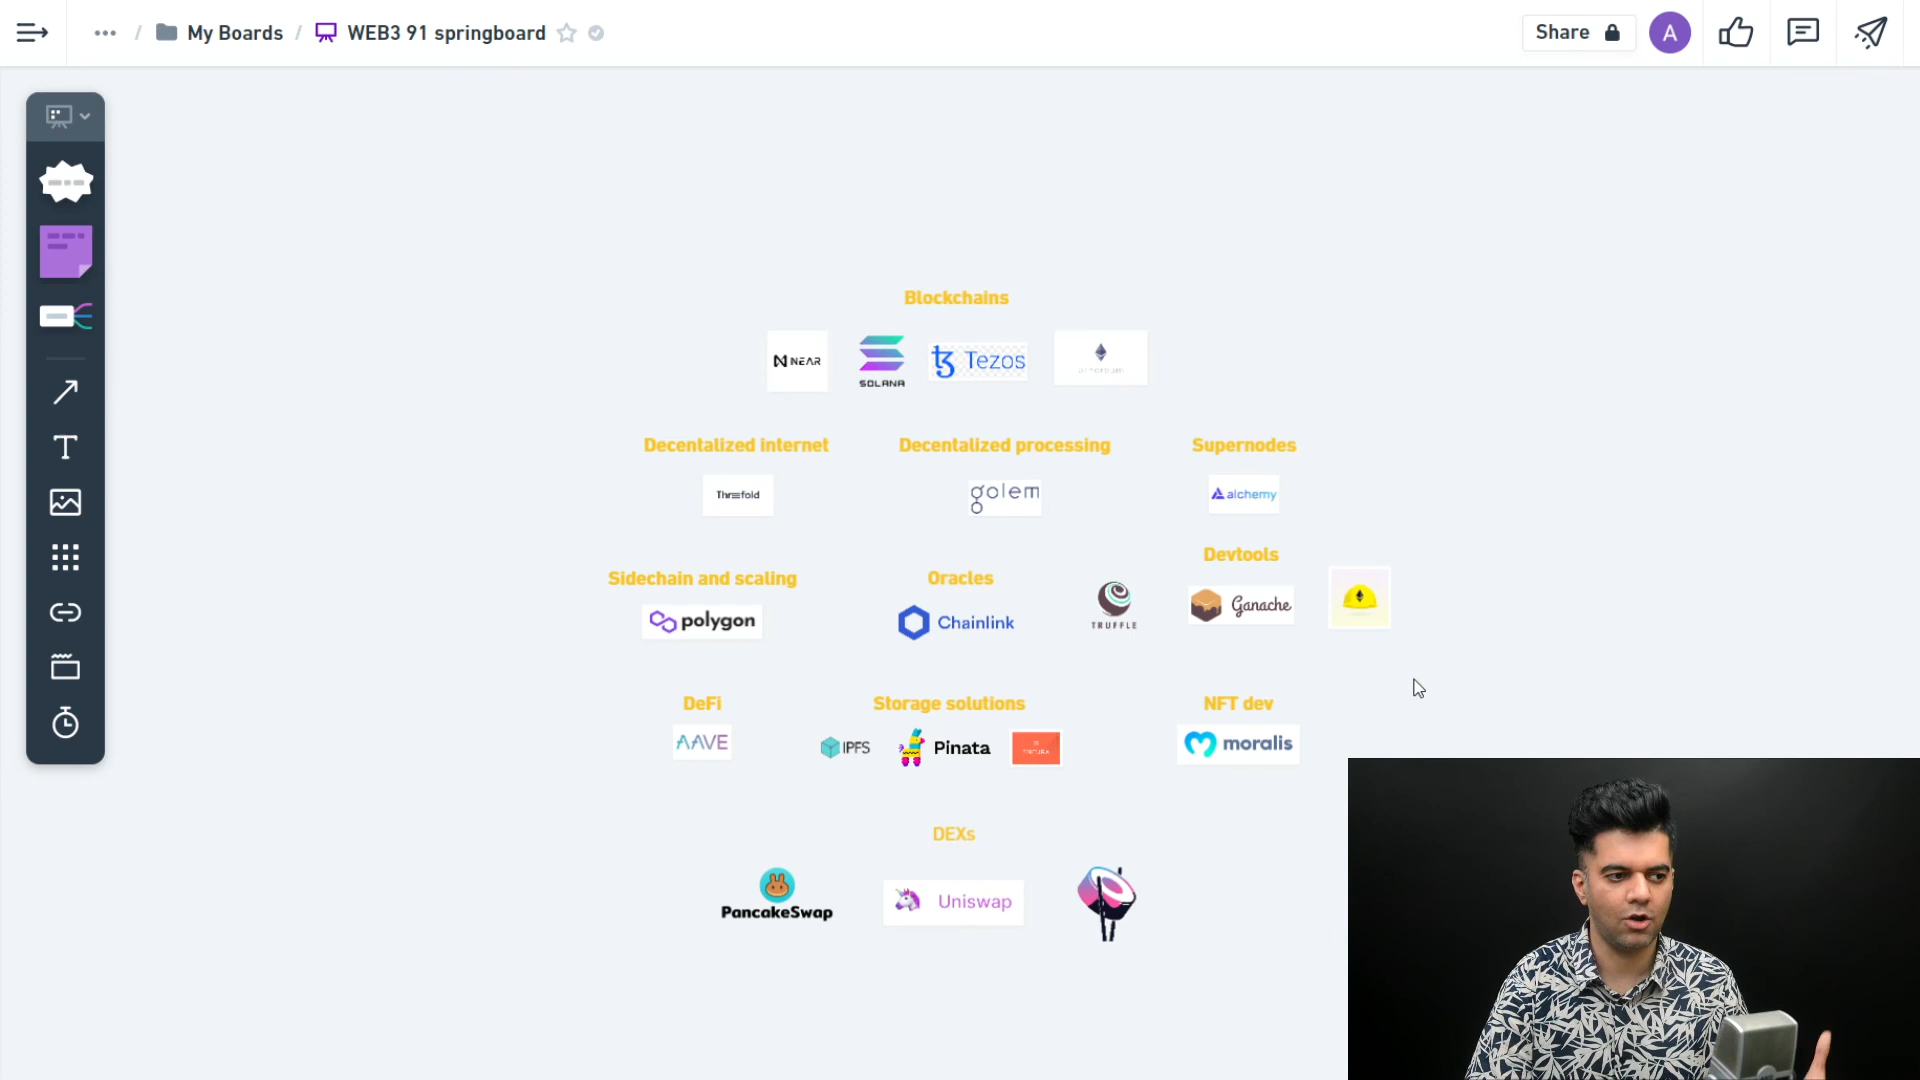 My Boards / WEB3 91 springboard
Share
A
Blockchains
NEAR
SOLANA
Tezos
Decentalized internet
Decentalized processing
Supernodes
Thr=fold
golem
alchemy
Devtools
Sidechain and scaling
Oracles
polygon
Chainlink
TRUFFLE
Ganache
DeFi
Storage solutions
NFT dev
AAVE
IPFS
Pinata
moralis
DEXs
PancakeSwap
Uniswap